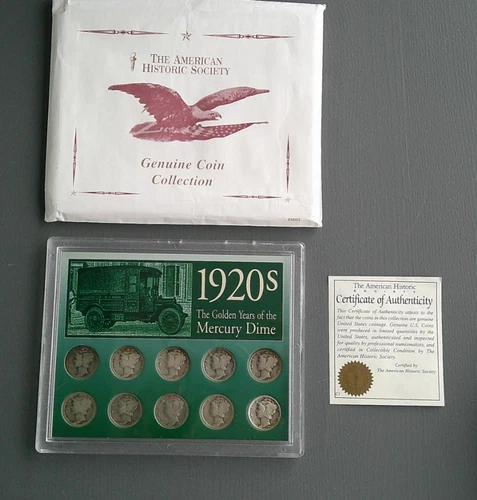 THE AMERICAN
HISTORIC SOCIETY
Genuine Coin
Collection
1920s
The Golden Years of the
Mercury Dime
The American Historic
SOCIETY
Certificate of Authenticity
This Certificate of Authenticity attests to the
fact that the coins in this collection are genuine
United States coinage. Genuine U.S. Coins
were produced in limited quantities by the
United States, authenticated and inspected
for quality by professional numismatists, and
certified in Collectible Condition by The
American Historic Society.
Certified by
The American Historic Society